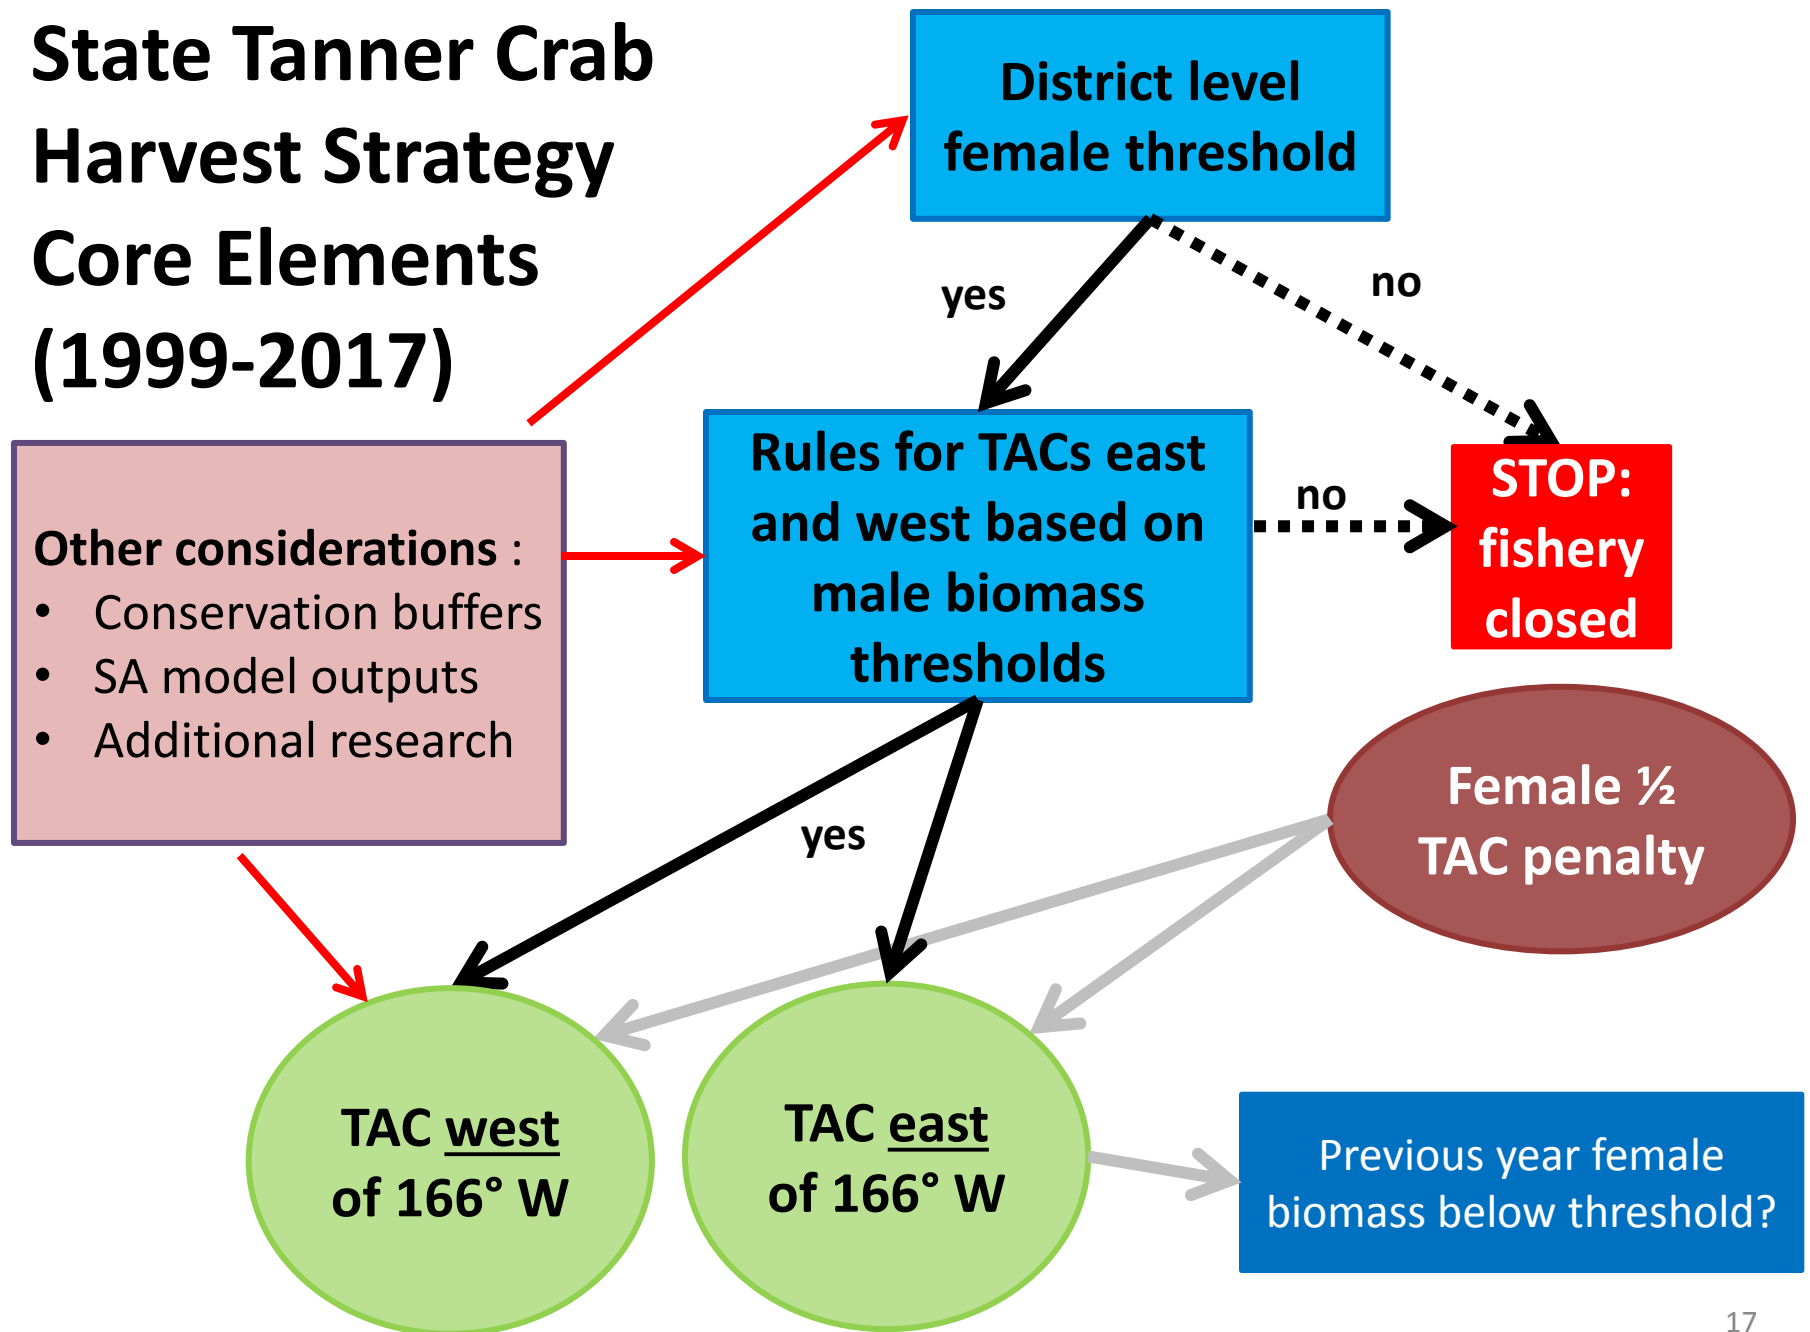 State Tanner Crab
Harvest Strategy
Core Elements
(1999-2017)
District level
female threshold
yes
no
Rules for TACs east
and west based on
male biomass
thresholds
no
STOP:
fishery
closed
Other considerations :
• Conservation buffers
• SA model outputs
• Additional research
yes
Female ½
TAC penalty
TAC west
of 166° W
TAC east
of 166° W
Previous year female
biomass below threshold?
17